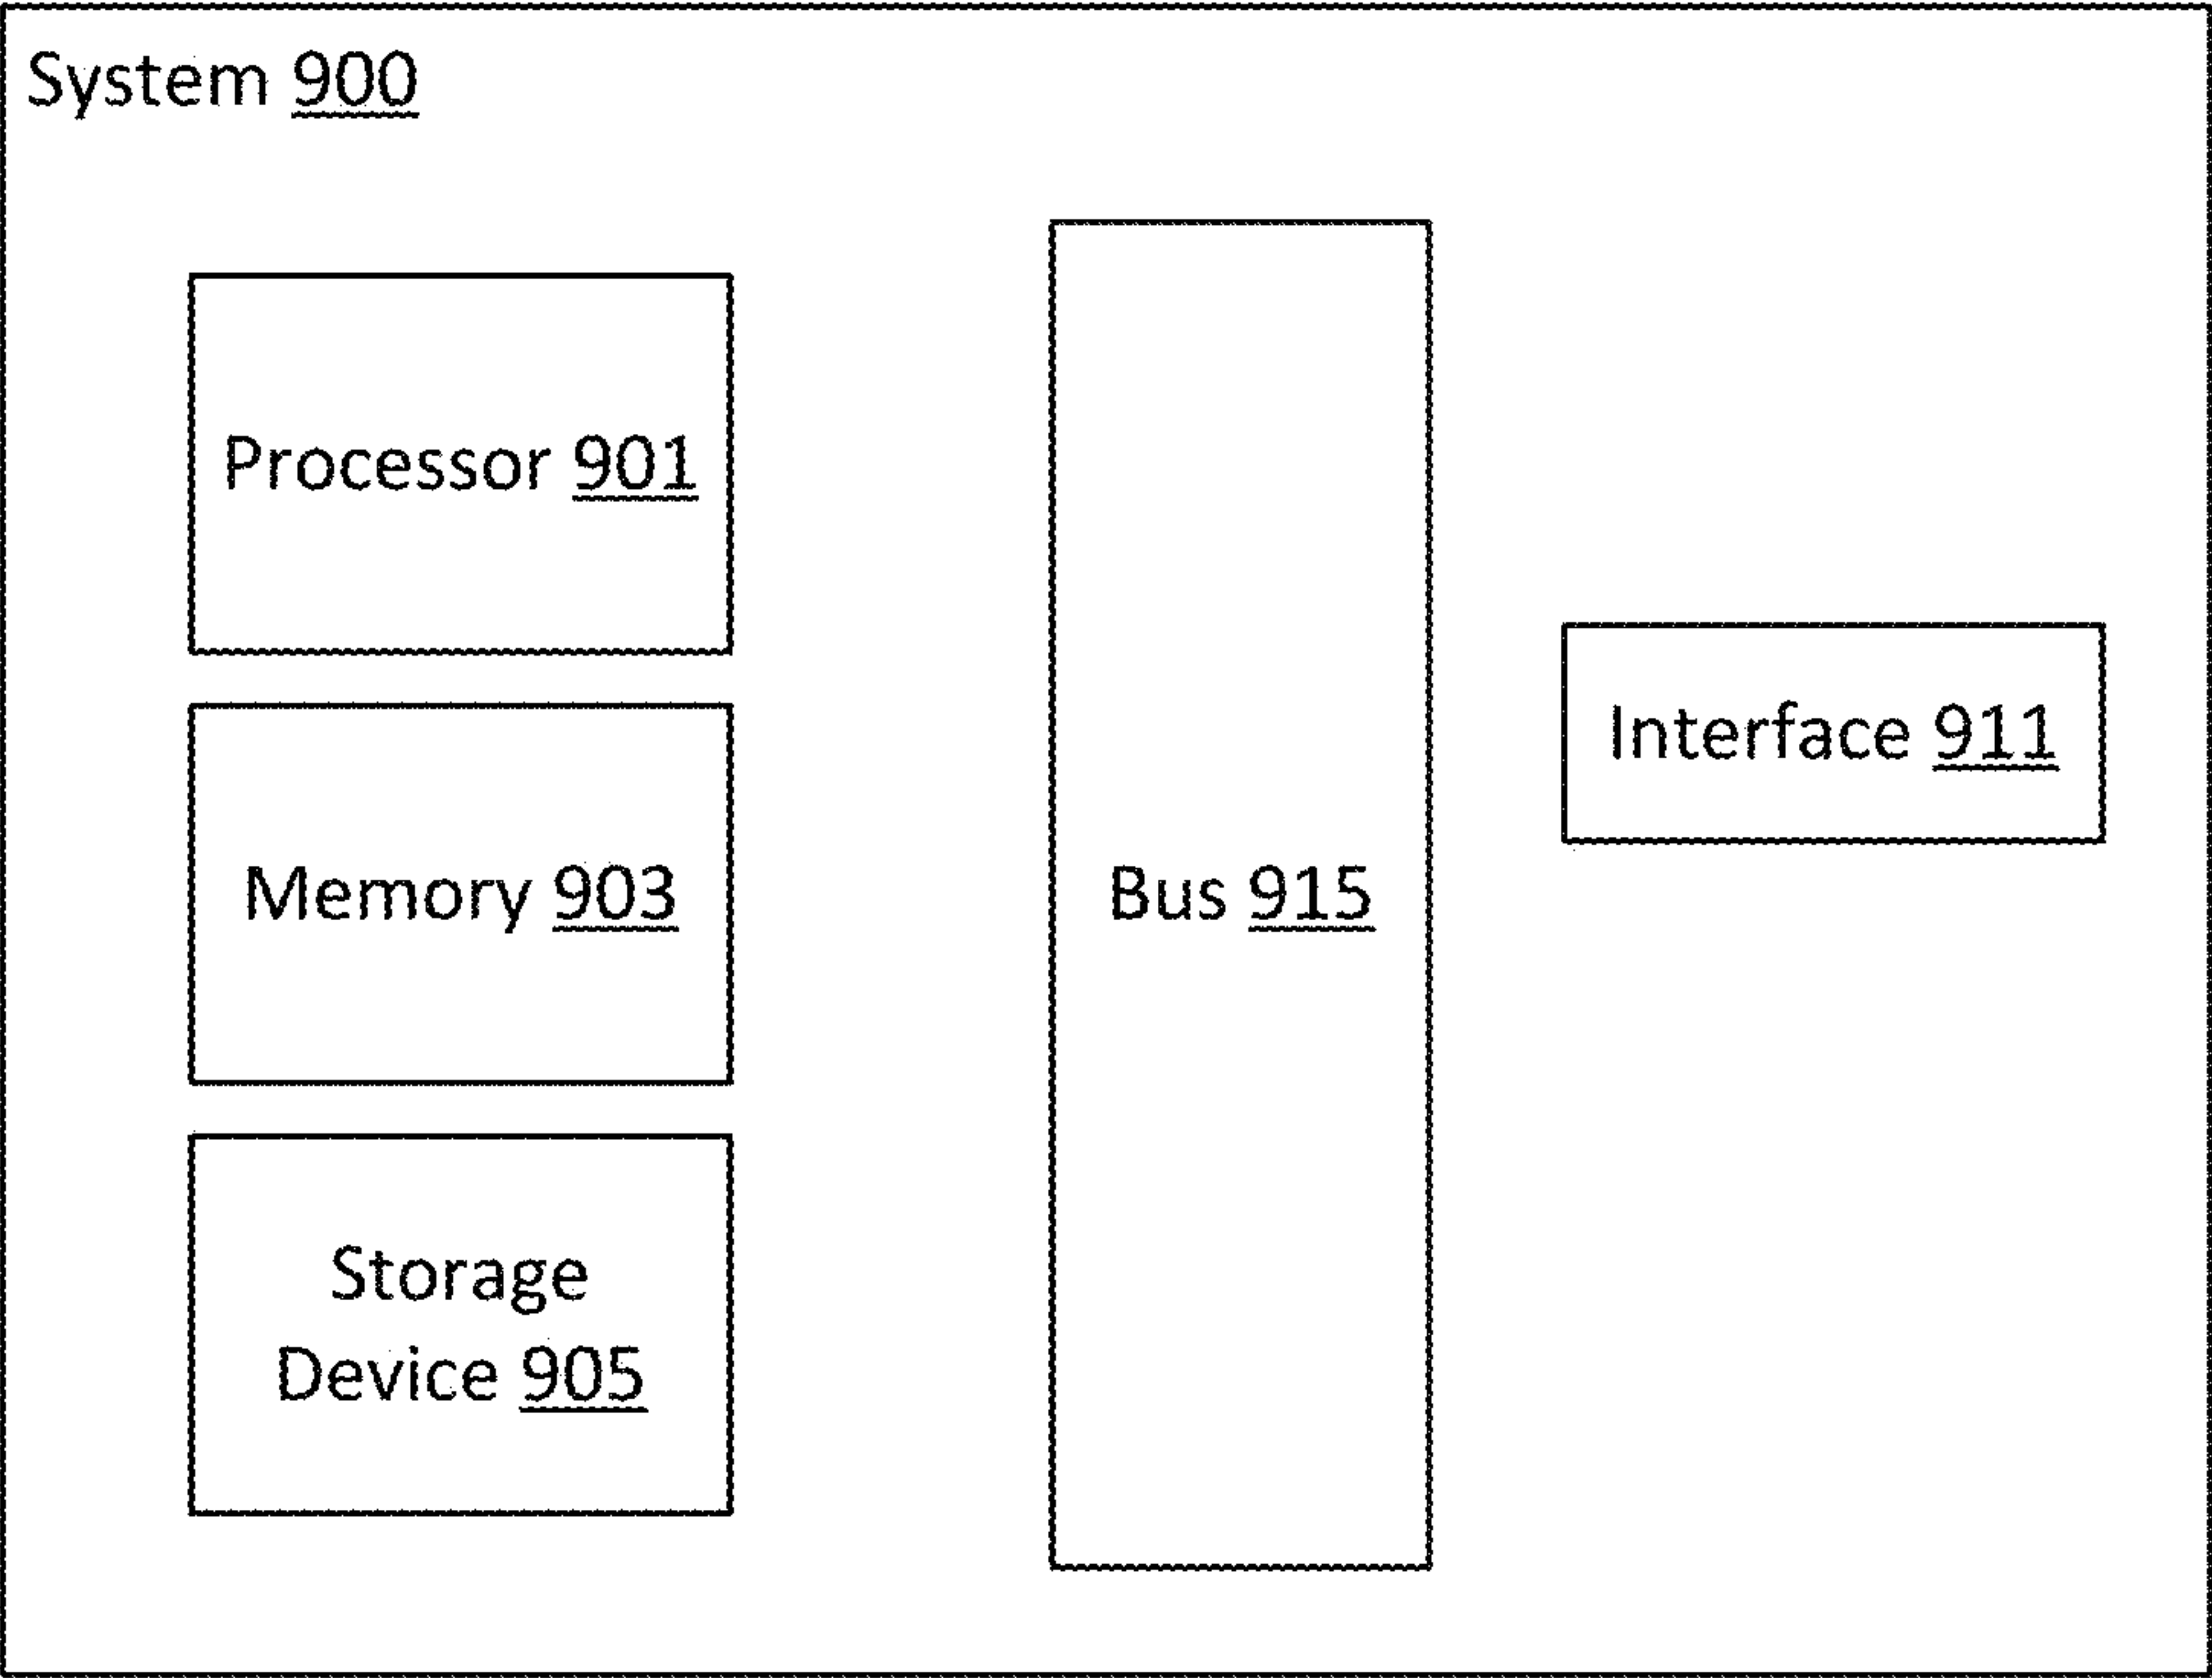 System 900
Processor 901
Memory 903
Storage
Device 905
Bus 915
Interface 911